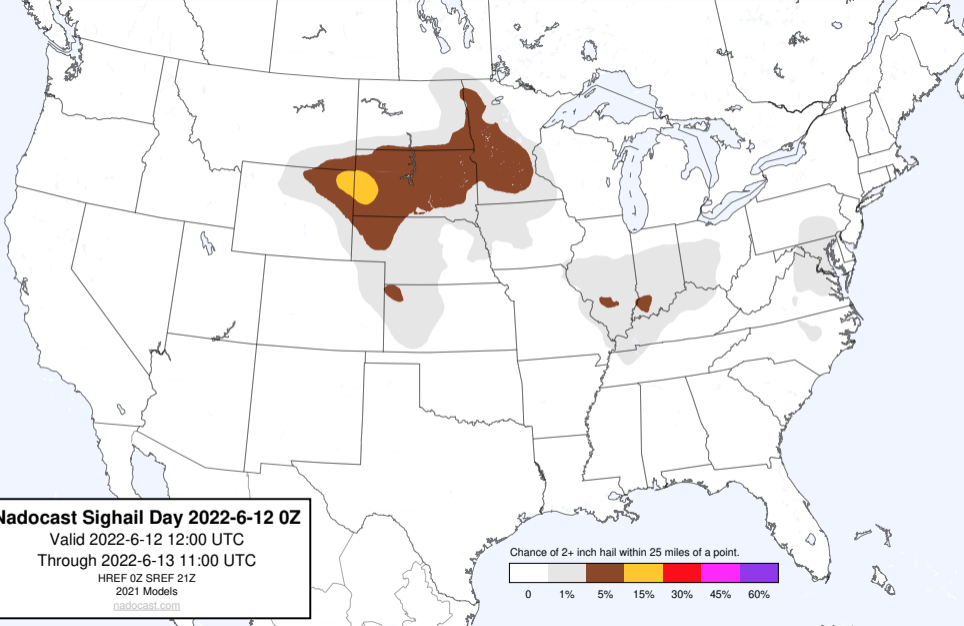 Nadocast Sighail Day 2022-6-12 0Z
Valid 2022-6-12 12:00 UTC
Through 2022-6-13 11:00 UTC
HREF 0Z SREF 21Z
2021 Models
nadocast.com
Chance of 2+ inch hail within 25 miles of a point.
0 1% 5% 15% 30% 45% 60%